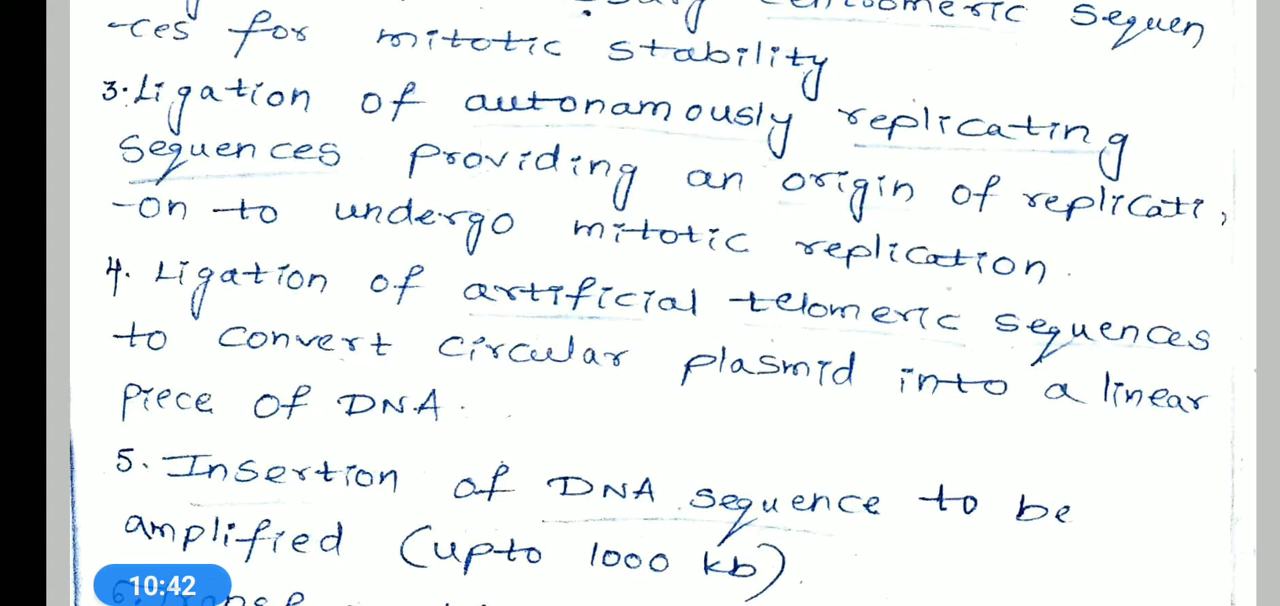 centromeric sequen
-ces for mitotic stability
3. Ligation of autonamously replicating
sequences providing an origin of replicati,
-on to undergo mitotic replication.
4. Ligation of artificial telomeric sequences
to convert circular plasmid into a linear
piece of DNA.
5. Insertion of DNA sequence to be
amplified (upto 1000 kb).
10:42